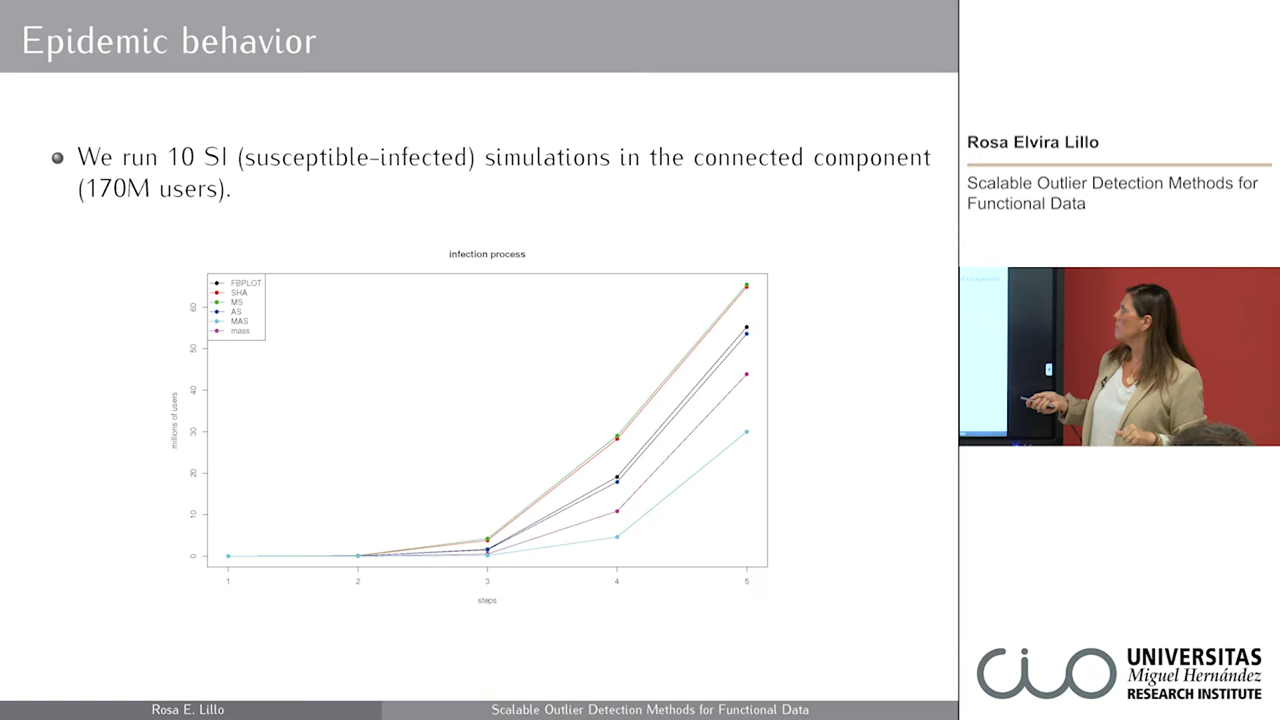 Epidemic behavior
We run 10 SI (susceptible-infected) simulations in the connected component
(170M users).
infection process
FBPLOT
SHA
MS
AS
MAS
mass
millions of users
60
50
40
30
20
10
0
1 2 3 4 5
steps
Rosa E. Lillo
Scalable Outlier Detection Methods for Functional Data
Rosa Elvira Lillo
Scalable Outlier Detection Methods for
Functional Data
cio
UNIVERSITAS
Miguel Hernández
RESEARCH INSTITUTE